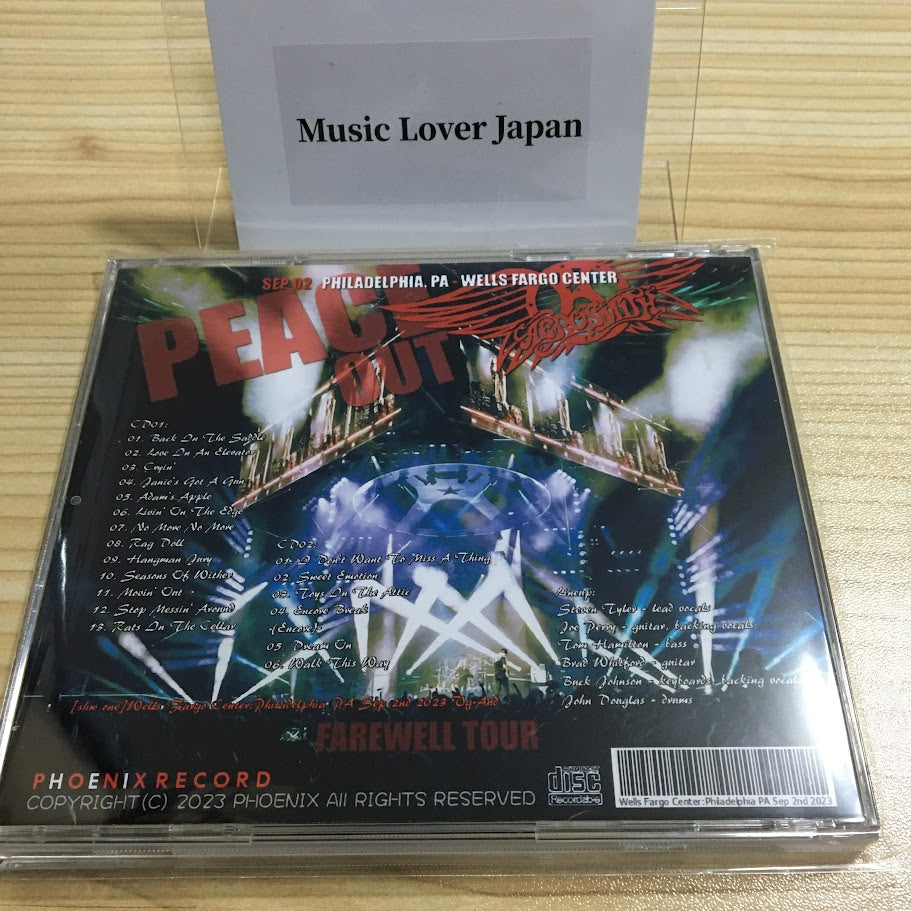 Music Lover Japan
SEP 02 PHILADELPHIA, PA - WELLS FARGO CENTER
AEROSMITH
PEACE
OUT
CD01:
01. Back In The Saddle
02. Love In An Elevator
03. Cryin'
04. Janie's Got A Gun
05. Adam's Apple
06. Livin' On The Edge
07. No More No More
08. Rag Doll
09. Hangman Jury
10. Seasons Of Wither
11. Movin' Out
12. Stop Messin' Around
13. Rats In The Cellar
CD02:
01. I Don't Want To Miss A Thing
02. Sweet Emotion
03. Toys In The Attic
04. Encore Break
-[Encore]-
05. Dream On
06. Walk This Way
Lineup:
Steven Tyler - lead vocals
Joe Perry - guitar, backing vocals
Tom Hamilton - bass
Brad Whitford - guitar
Buck Johnson - keyboards, backing vocals
John Douglas - drums
[shw one]Wells Fargo Center:Philadelphia PA Sep 2nd 2023
FAREWELL TOUR
PHOENIX RECORD
COPYRIGHT(C) 2023 PHOENIX All RIGHTS RESERVED
disc
Recordable
Wells Fargo Center:Philadelphia PA Sep 2nd 2023